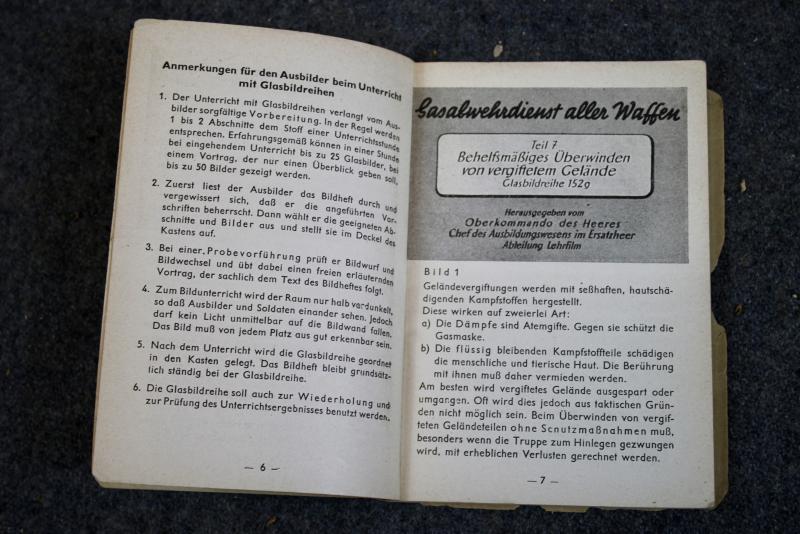 Anmerkungen für den Ausbilder beim Unterricht
mit Glasbildreihen
1. Der Unterricht mit Glasbildreihen verlangt vom Aus-
bilder sorgfältige Vorbereitung. In der Regel werden
1 bis 2 Abschnitte dem Stoff einer Unterrichtsstunde
entsprechen. Erfahrungsgemäß können in einer Stunde
bei eingehendem Unterricht bis zu 25 Glasbilder, bei
einem Vortrag, der nur einen Überblick geben soll,
bis zu 50 Bilder gezeigt werden.
2. Zuerst liest der Ausbilder das Bildheft durch und
vergewissert sich, daß er die angeführten Vor-
schriften beherrscht. Dann wählt er die geeigneten Ab-
schnitte und Bilder aus und stellt sie im Deckel des
Kastens auf.
3. Bei einer Probevorführung prüft er Bildwurf und
Bildwechsel und übt dabei einen freien erläuternden
Vortrag, der sachlich dem Text des Bildheftes folgt.
4. Zum Bildunterricht wird der Raum nur halb verdunkelt,
so daß Ausbilder und Soldaten einander sehen. Jedoch
darf kein Licht unmittelbar auf die Bildwand fallen.
Das Bild muß von jedem Platz aus gut erkennbar sein.
5. Nach dem Unterricht wird die Glasbildreihe geordnet
in den Kasten gelegt. Das Bildheft bleibt grundsätz-
lich ständig bei der Glasbildreihe.
6. Die Glasbildreihe soll auch zur Wiederholung und
zur Prüfung des Unterrichtsergebnisses benutzt werden.
— 6 —
Gasabwehrdienst aller Waffen
Teil 7
Behelfsmäßiges Überwinden
von vergiftetem Gelände
Glasbildreihe 152g
Herausgegeben vom
Oberkommando des Heeres
Chef des Ausbildungswesens im Ersatzheer
Abteilung Lehrfilm
Bild 1
Geländevergiftungen werden mit seßhaften, hautschä-
digenden Kampfstoffen hergestellt.
Diese wirken auf zweierlei Art:
a) Die Dämpfe sind Atemgifte. Gegen sie schützt die
Gasmaske.
b) Die flüssig bleibenden Kampfstoffteile schädigen
die menschliche und tierische Haut. Die Berührung
mit ihnen muß daher vermieden werden.
Am besten wird vergiftetes Gelände ausgespart oder
umgangen. Oft wird dies jedoch aus taktischen Grün-
den nicht möglich sein. Beim Überwinden von vergif-
teten Geländeteilen ohne Scnutzmaßnahmen muß,
besonders wenn die Truppe zum Hinlegen gezwungen
wird, mit erheblichen Verlusten gerechnet werden.
— 7 —